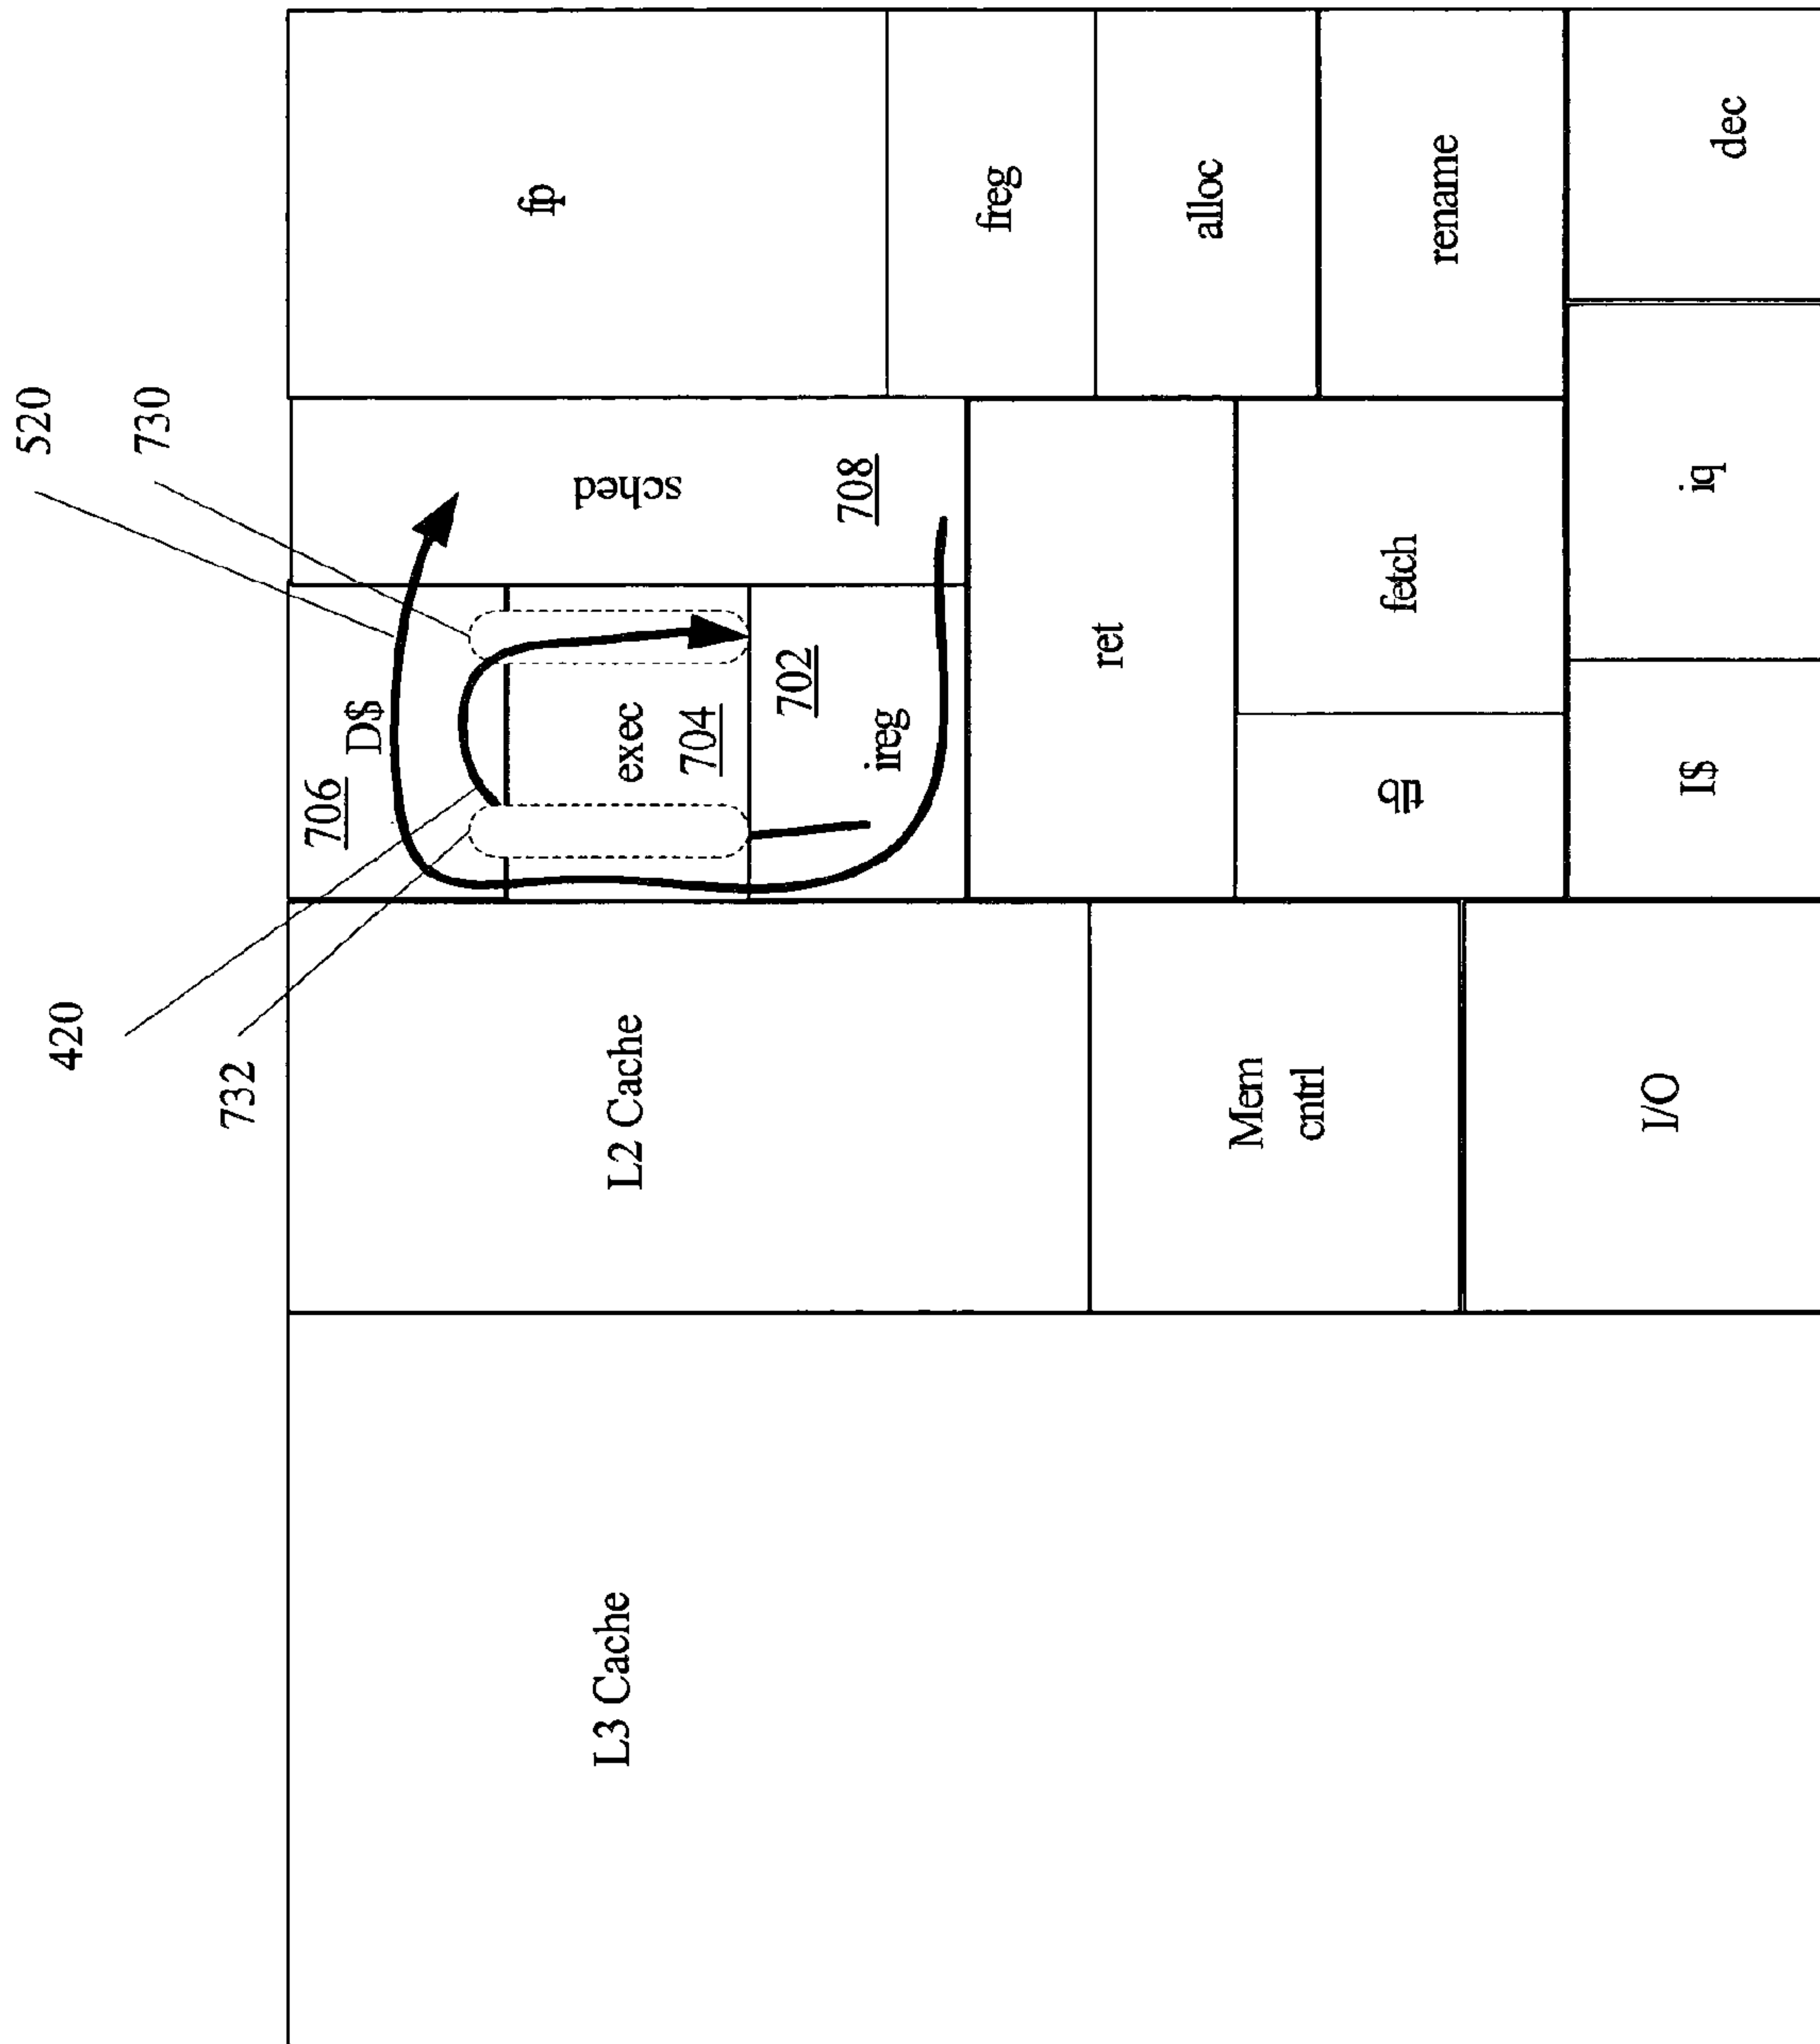 420
520
732
730
706
D$
L3 Cache
L2 Cache
exec
704
sched
fp
702
708
ireg
freg
ret
alloc
Mem
cntrl
tlb
fetch
rename
I/O
I$
iq
dec